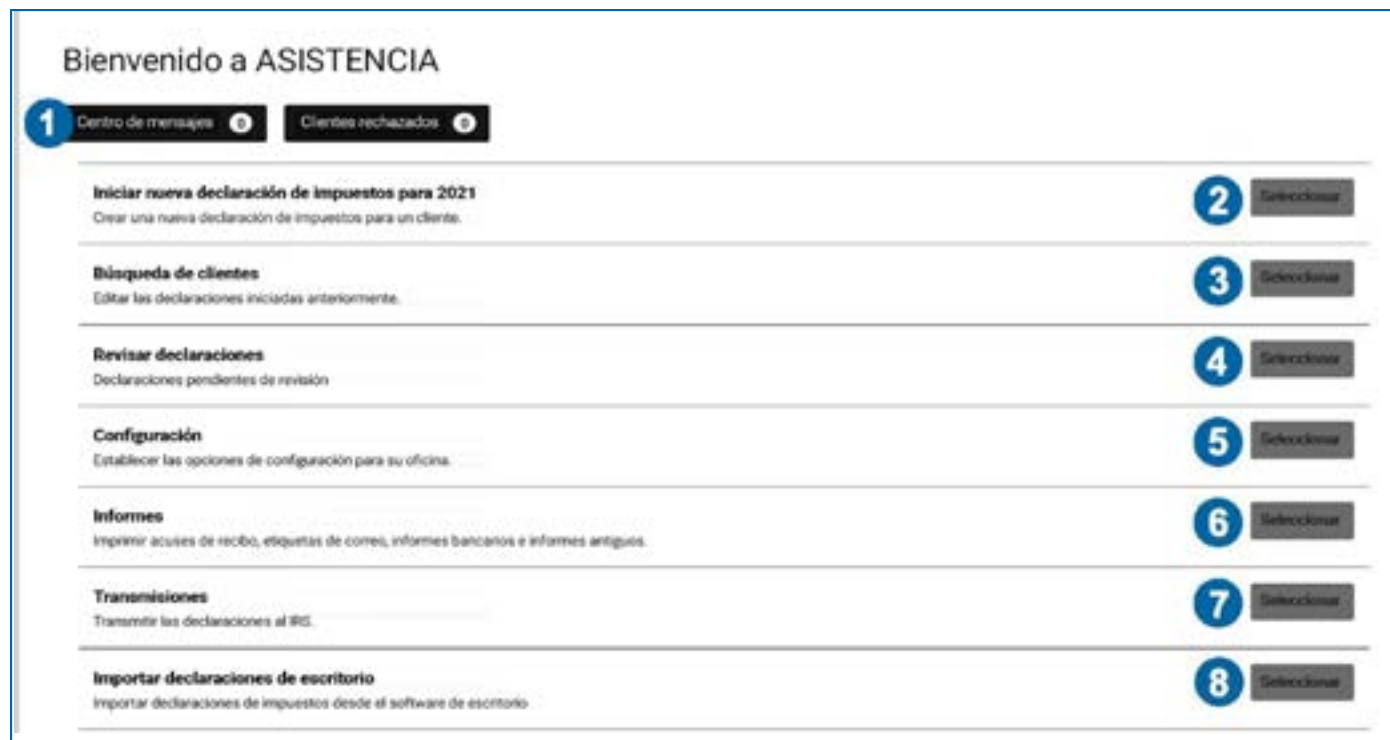 Bienvenido a ASISTENCIA
1 Centro de mensajes 0 Clientes rechazados 0
Iniciar nueva declaración de impuestos para 2021
2 Seleccionar
Crear una nueva declaración de impuestos para un cliente.
Búsqueda de clientes
3 Seleccionar
Editar las declaraciones iniciadas anteriormente.
Revisar declaraciones
4 Seleccionar
Declaraciones pendientes de revisión
Configuración
5 Seleccionar
Establecer las opciones de configuración para su oficina.
Informes
6 Seleccionar
Imprimir acuses de recibo, etiquetas de correo, informes bancarios e informes antiguos.
Transmisiones
7 Seleccionar
Transmitir las declaraciones al IRS.
Importar declaraciones de escritorio
8 Seleccionar
Importar declaraciones de impuestos desde el software de escritorio